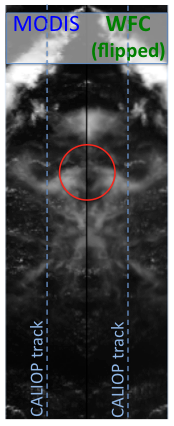 MODIS WFC
(flipped)
CALIOP track
CALIOP track